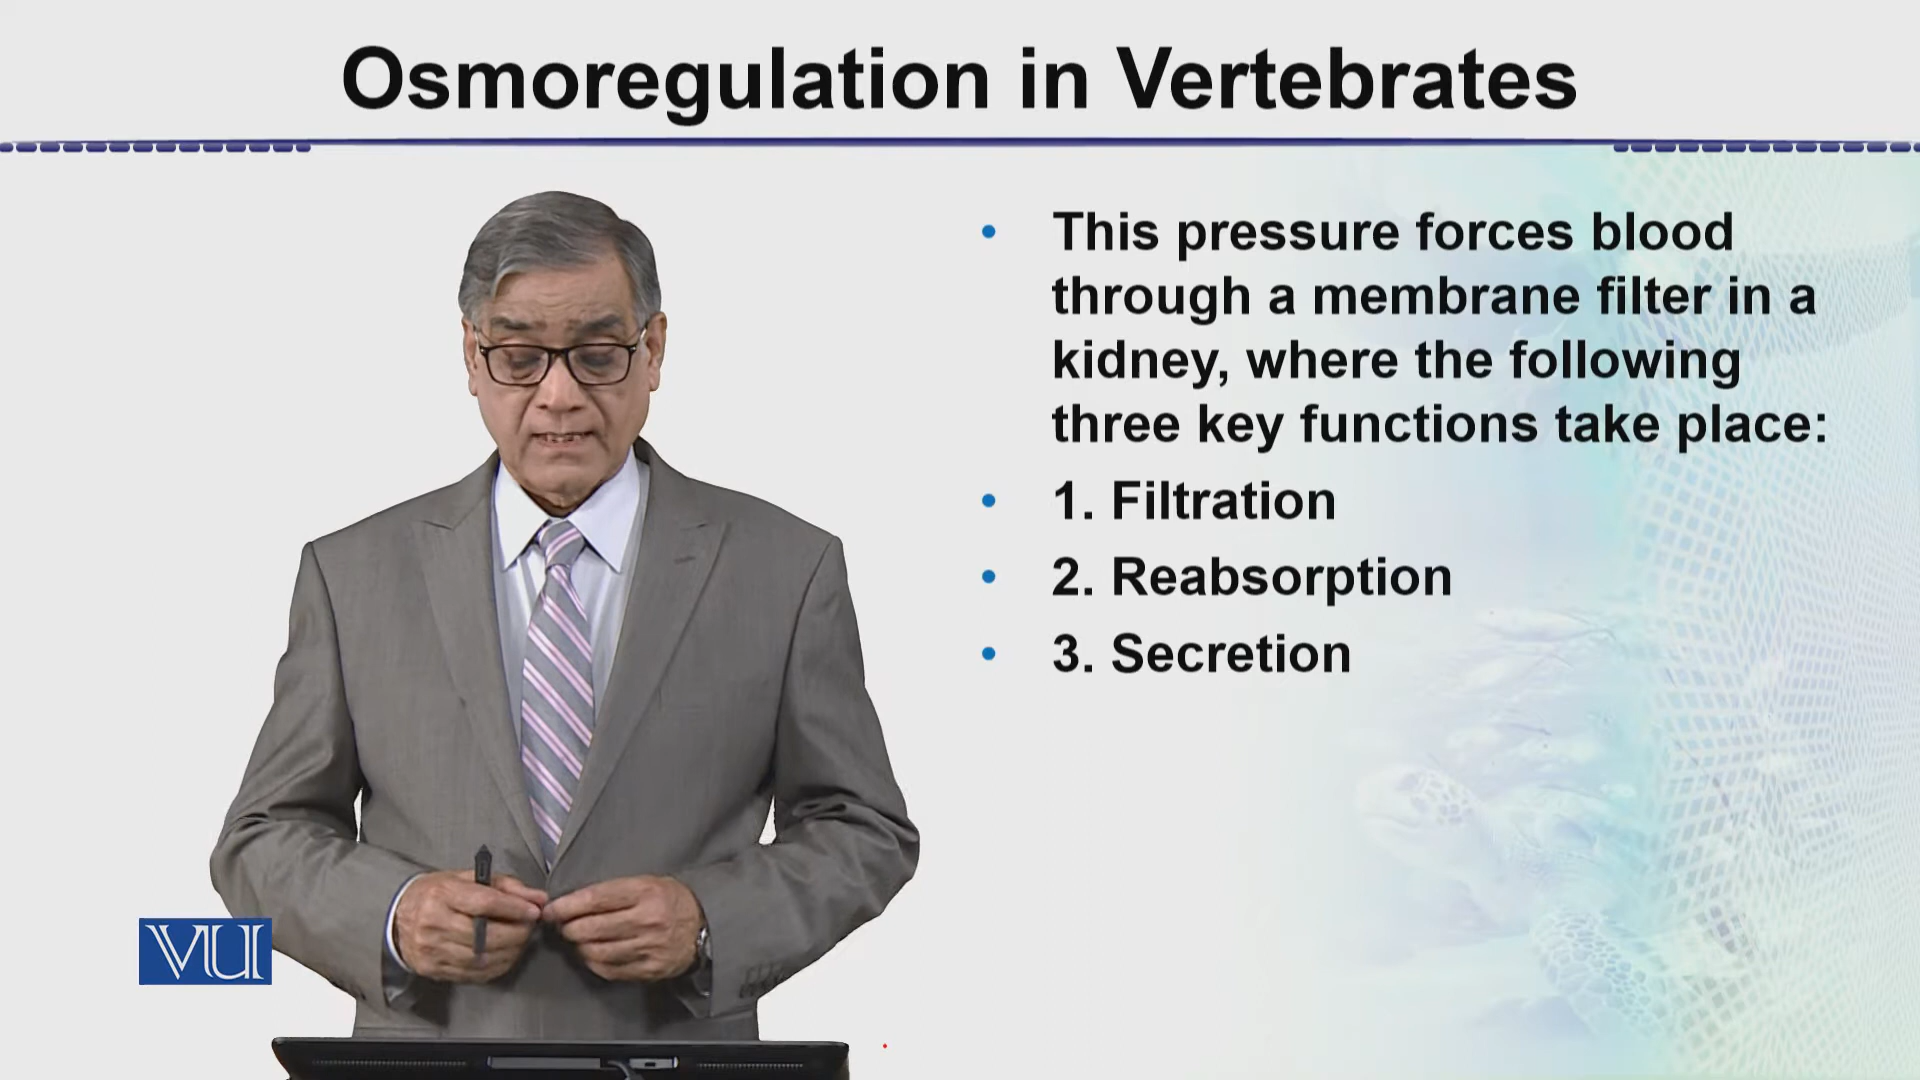 Osmoregulation in Vertebrates
• This pressure forces blood
through a membrane filter in a
kidney, where the following
three key functions take place:
• 1. Filtration
• 2. Reabsorption
• 3. Secretion
VU